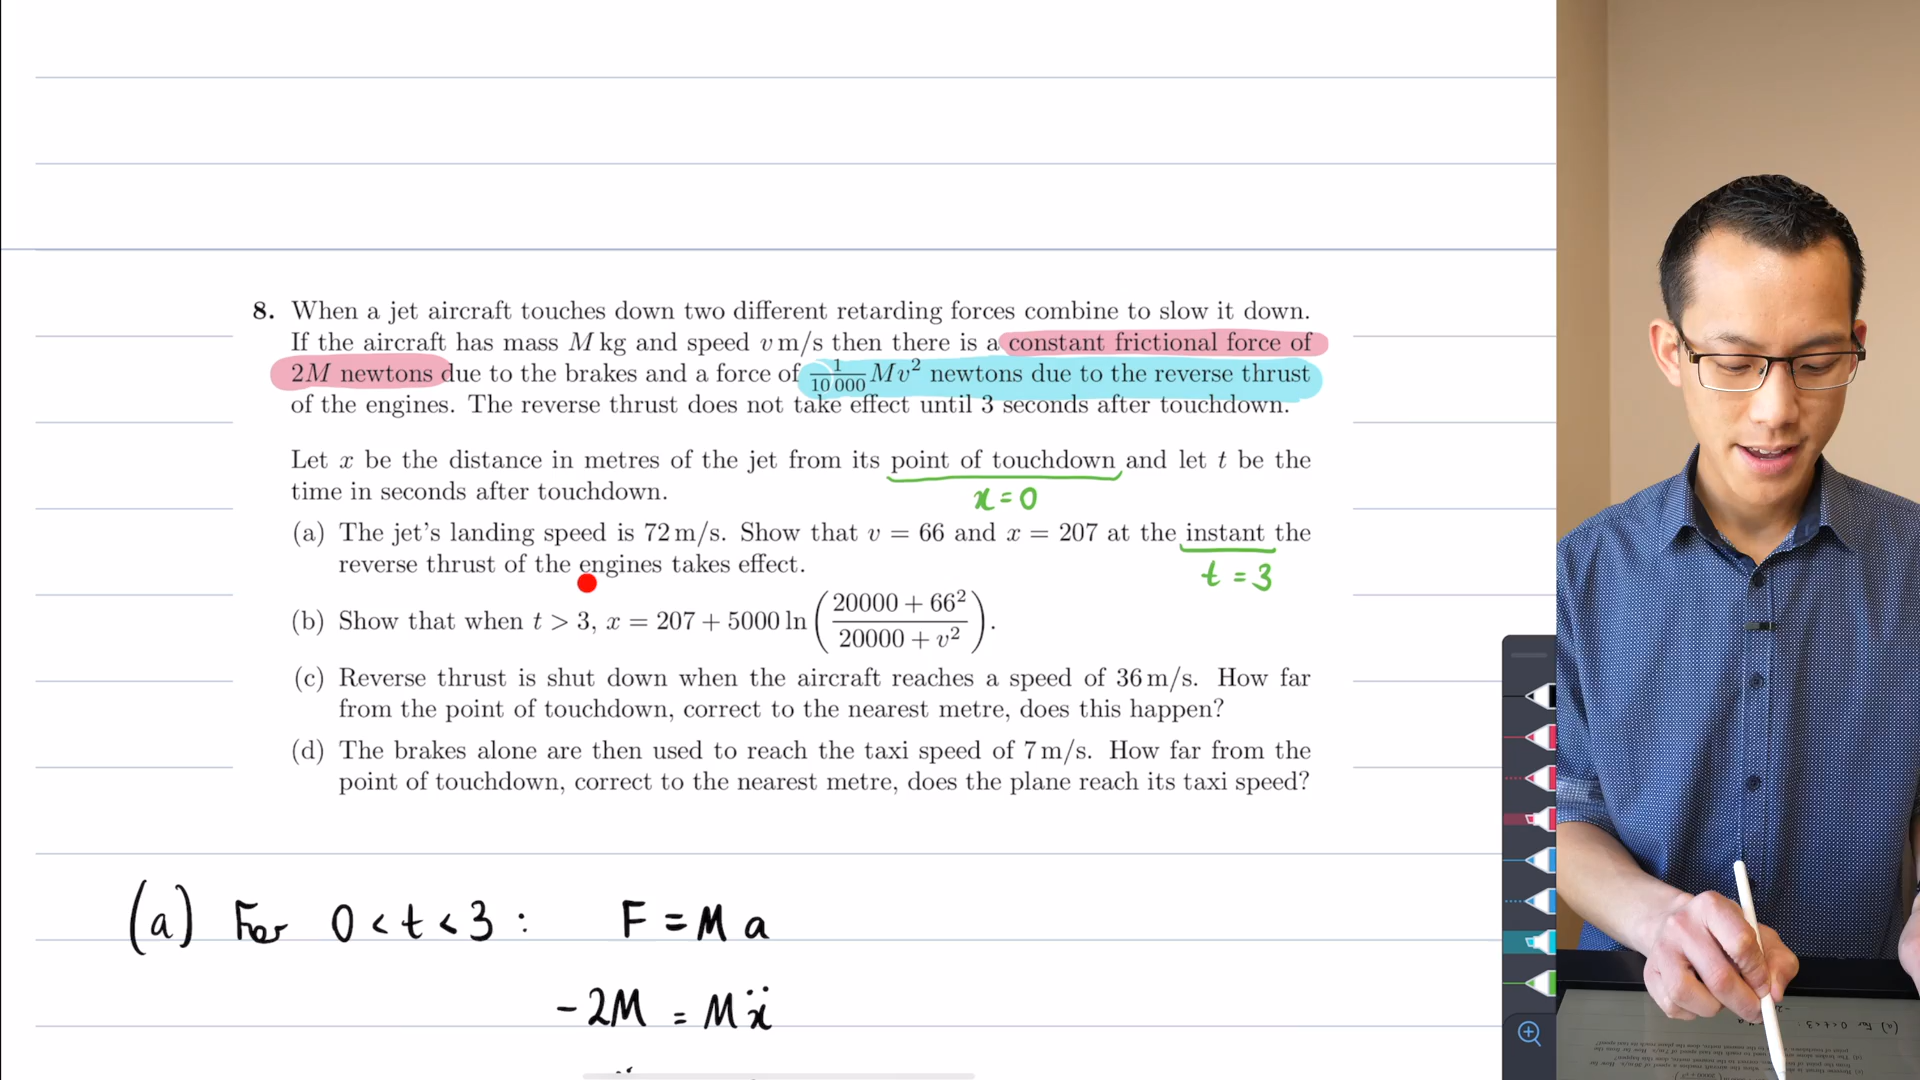 8. When a jet aircraft touches down two different retarding forces combine to slow it down.
If the aircraft has mass M kg and speed v m/s then there is a constant frictional force of
2M newtons due to the brakes and a force of 1/10 000 Mv² newtons due to the reverse thrust
of the engines. The reverse thrust does not take effect until 3 seconds after touchdown.
Let x be the distance in metres of the jet from its point of touchdown and let t be the
time in seconds after touchdown.
x = 0
(a) The jet's landing speed is 72 m/s. Show that v = 66 and x = 207 at the instant the
reverse thrust of the engines takes effect.
t = 3
(b) Show that when t > 3, x = 207 + 5000 ln ( (20000 + 66²) / (20000 + v²) ).
(c) Reverse thrust is shut down when the aircraft reaches a speed of 36 m/s. How far
from the point of touchdown, correct to the nearest metre, does this happen?
(d) The brakes alone are then used to reach the taxi speed of 7 m/s. How far from the
point of touchdown, correct to the nearest metre, does the plane reach its taxi speed?
(a) For 0 < t < 3 : F = M a
-2M = Mẍ